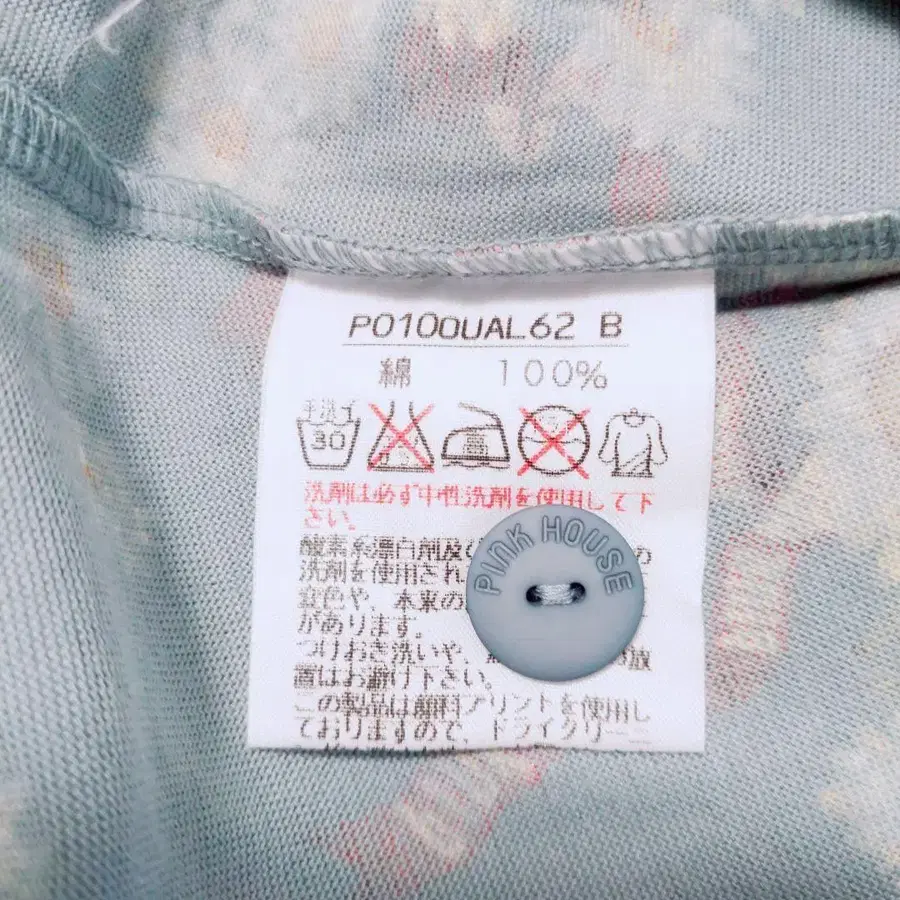 P0100UAL62 B
綿 100%
手洗イ
30
洗剤は必ず中性洗剤を使用して下
さい。
酸素系漂白剤及び
洗剤を使用され
変色や、本来の
があります。
つけおき洗いや、
置はお避け下さい。
この製品は顔料プリントを使用し
ておりますので、ドライクリー
PINK HOUSE